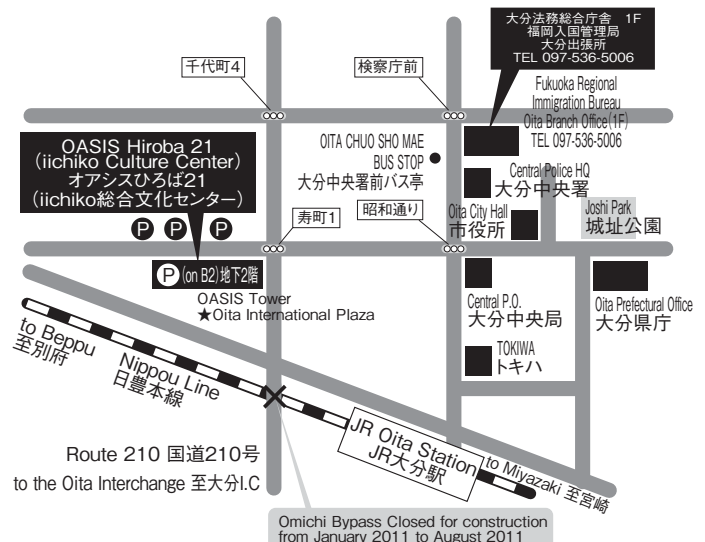 大分法務総合庁舎 1F
福岡入国管理局
大分出張所
TEL 097-536-5006
千代町4
検察庁前
Fukuoka Regional
Immigration Bureau
Oita Branch Office(1F)
TEL 097-536-5006
OASIS Hiroba 21
(iichiko Culture Center)
オアシスひろば21
(iichiko総合文化センター)
OITA CHUO SHO MAE
BUS STOP
大分中央署前バス亭
Central Police HQ
大分中央署
P P P
寿町1
昭和通り
Oita City Hall
市役所
Joshi Park
城址公園
P (on B2)地下2階
OASIS Tower
★Oita International Plaza
Central P.O.
大分中央局
Oita Prefectural Office
大分県庁
to Beppu
至別府
Nippou Line
日豊本線
TOKIWA
トキハ
JR Oita Station
JR大分駅
to Miyazaki 至宮崎
Route 210 国道210号
to the Oita Interchange 至大分I.C
Omichi Bypass Closed for construction
from January 2011 to August 2011